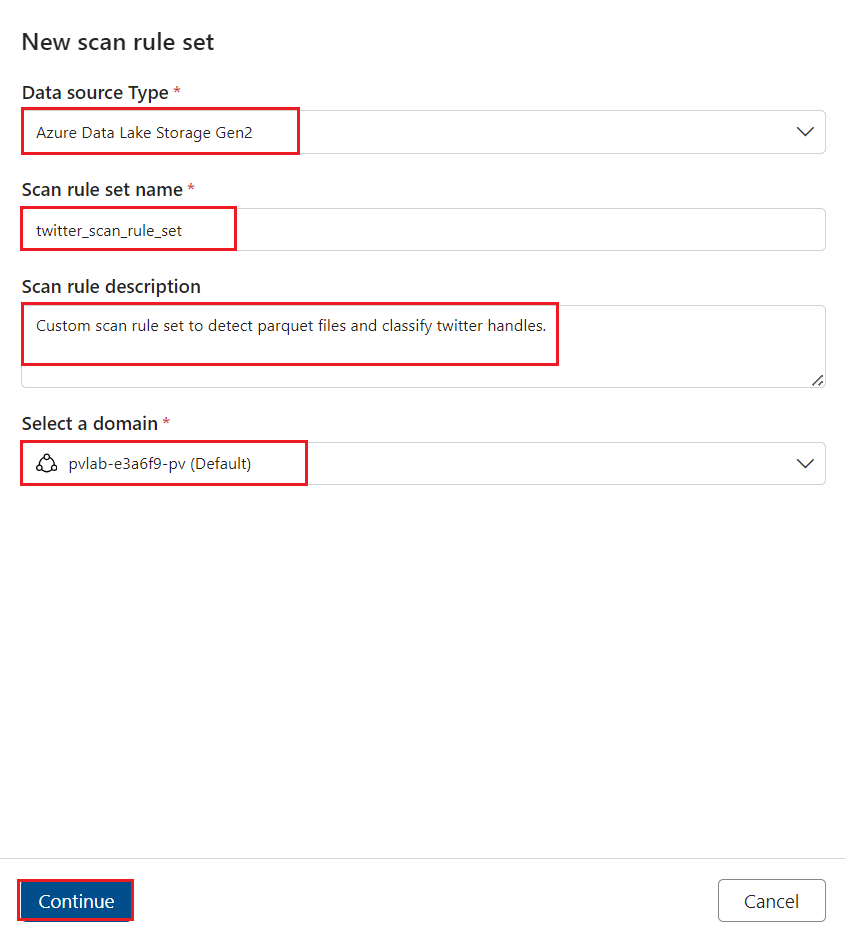 New scan rule set
Data source Type *
Azure Data Lake Storage Gen2
Scan rule set name *
twitter_scan_rule_set
Scan rule description
Custom scan rule set to detect parquet files and classify twitter handles.
Select a domain *
pvlab-e3a6f9-pv (Default)
Continue
Cancel